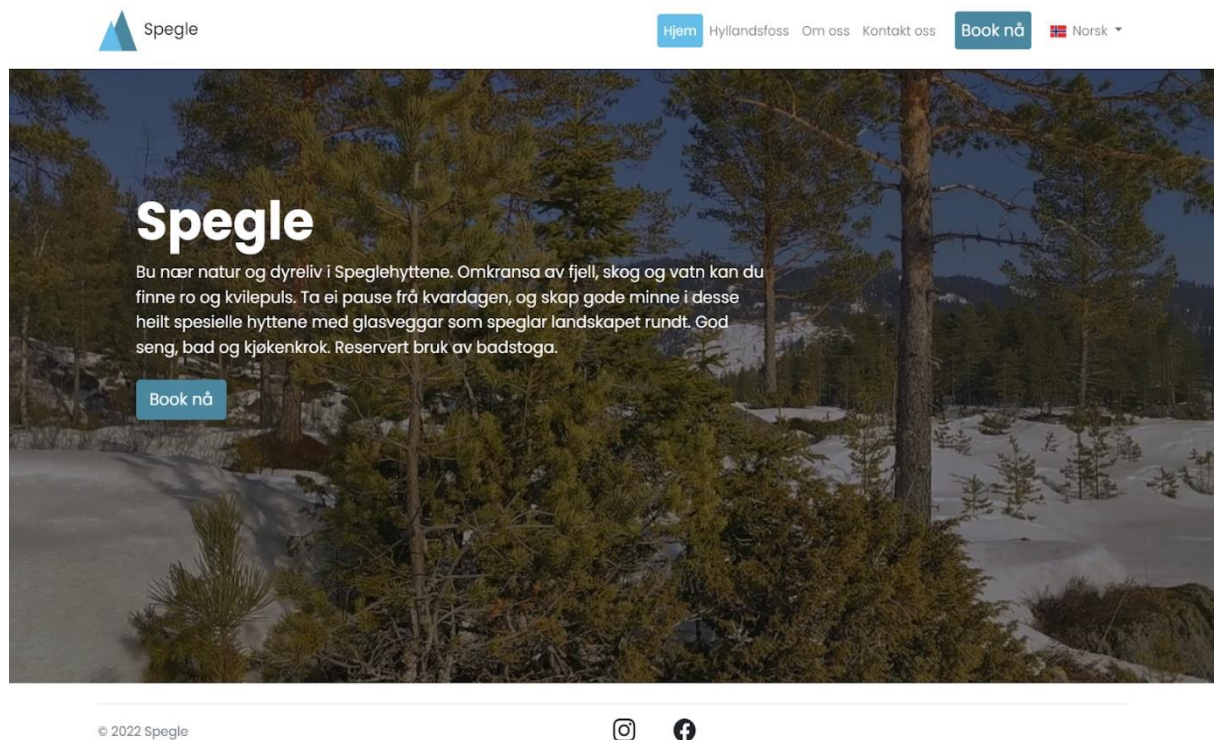 Spegle
Hjem Hyllandsfoss Om oss Kontakt oss Book nå Norsk
Spegle
Bu nær natur og dyreliv i Speglehyttene. Omkransa av fjell, skog og vatn kan du
finne ro og kvilepuls. Ta ei pause frå kvardagen, og skap gode minne i desse
heilt spesielle hyttene med glasveggar som speglar landskapet rundt. God
seng, bad og kjøkenkrok. Reservert bruk av badstoga.
Book nå
© 2022 Spegle